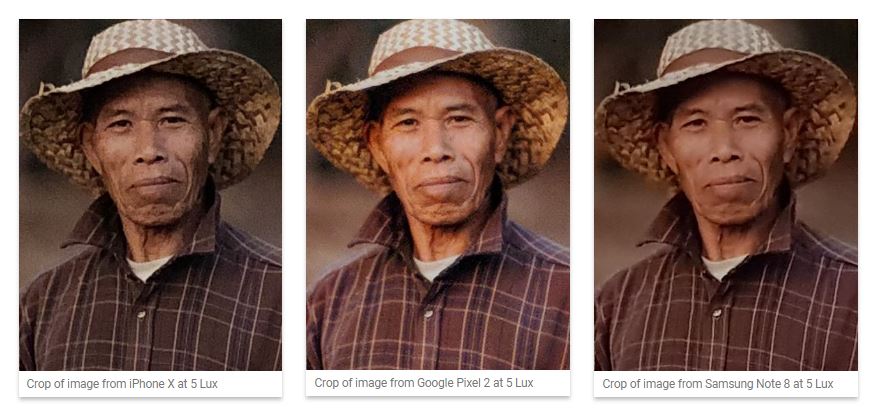 Crop of image from iPhone X at 5 Lux
Crop of image from Google Pixel 2 at 5 Lux
Crop of image from Samsung Note 8 at 5 Lux